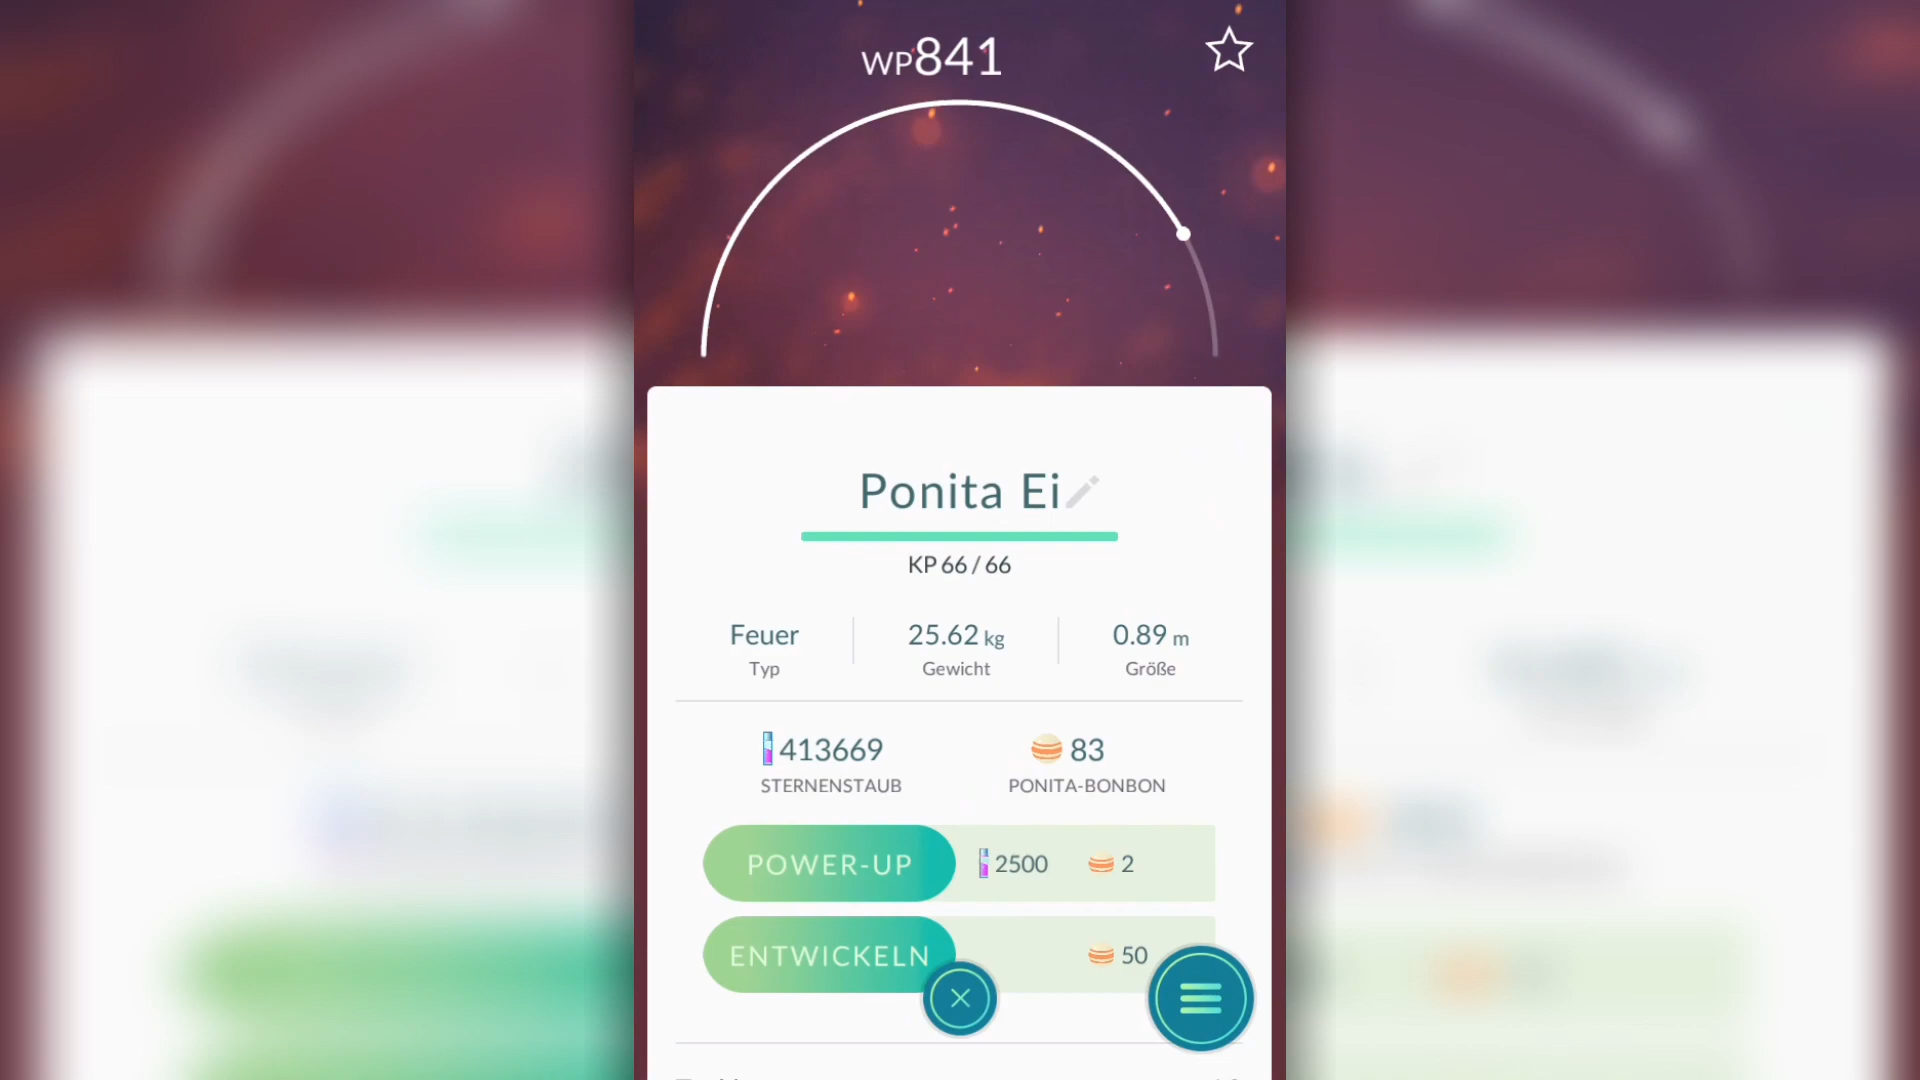 WP841
Ponita Ei
KP 66 / 66
Feuer
Typ
25.62 kg
Gewicht
0.89 m
Größe
413669
STERNENSTAUB
83
PONITA-BONBON
POWER-UP
2500
2
ENTWICKELN
50